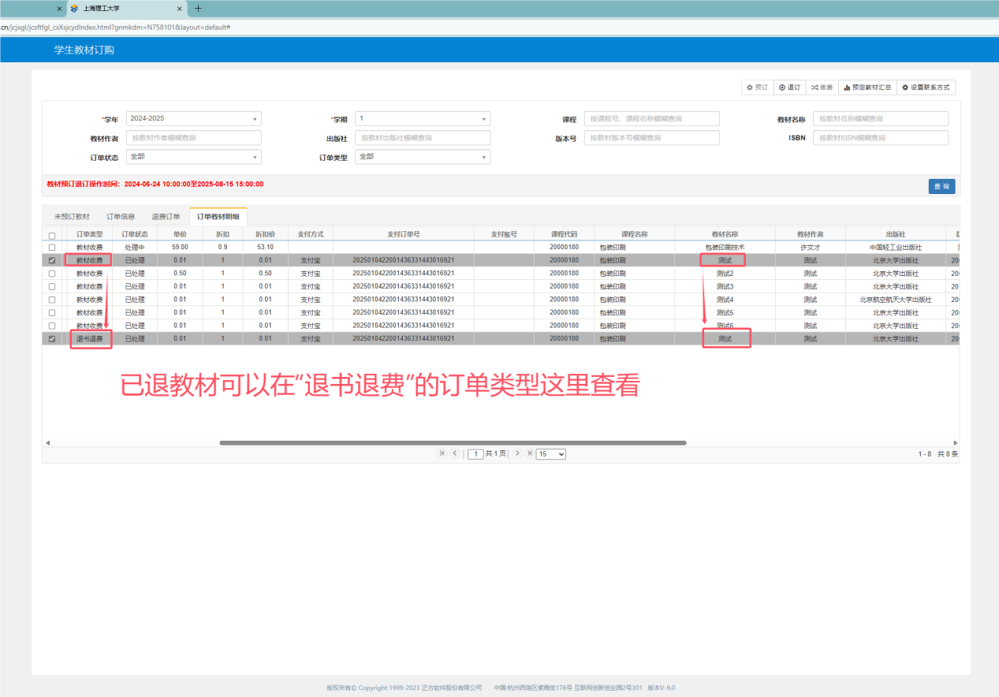 上海理工大学
.cn/jcjsgl/jcsftfgl_cxXsjcydIndex.html?gnmkdm=N758101&layout=default#
学生教材订购
预订 退订 缴费 预定教材汇总 设置联系方式
*学年 2024-2025 *学期 1 课程 按课程号、课程名称模糊查询 教材名称 按教材名称模糊查询
教材作者 按教材作者模糊查询 出版社 按教材出版社模糊查询 版本号 按教材版本号模糊查询 ISBN 按教材ISBN模糊查询
订单状态 全部 订单类型 全部
教材预订退订操作时间：2024-06-24 10:00:00至2025-08-15 15:00:00 查询
未预订教材 订单信息 退费订单 订单教材明细
订单类型 订单状态 单价 折扣 折扣价 支付方式 支付订单号 支付账号 课程代码 课程名称 教材名称 教材作者 出版社
教材收费 处理中 59.00 0.9 53.10 20000180 包装印刷 包装印刷技术 许文才 中国轻工业出版社
教材收费 已处理 0.01 1 0.01 支付宝 2025010422001436331443016921 20000180 包装印刷 测试 测试 北京大学出版社 20
教材收费 已处理 0.50 1 0.50 支付宝 2025010422001436331443016921 20000180 包装印刷 测试2 测试 北京大学出版社 20
教材收费 已处理 0.01 1 0.01 支付宝 2025010422001436331443016921 20000180 包装印刷 测试3 测试 北京大学出版社 20
教材收费 已处理 0.01 1 0.01 支付宝 2025010422001436331443016921 20000180 包装印刷 测试4 测试 北京航空航天大学出版社 20
教材收费 已处理 0.01 1 0.01 支付宝 2025010422001436331443016921 20000180 包装印刷 测试5 测试 北京大学出版社 20
教材收费 已处理 0.01 1 0.01 支付宝 2025010422001436331443016921 20000180 包装印刷 测试6 测试 北京大学出版社 20
退书退费 已处理 0.01 1 0.01 支付宝 2025010422001436331443016921 20000180 包装印刷 测试 测试 北京大学出版社 20
已退教材可以在“退书退费”的订单类型这里查看
1 共 1 页 15 1 - 8 共 8 条
版权所有© Copyright 1999-2023 正方软件股份有限公司 中国·杭州西湖区紫霞街176号 互联网创新创业园2号301 版本V-9.0